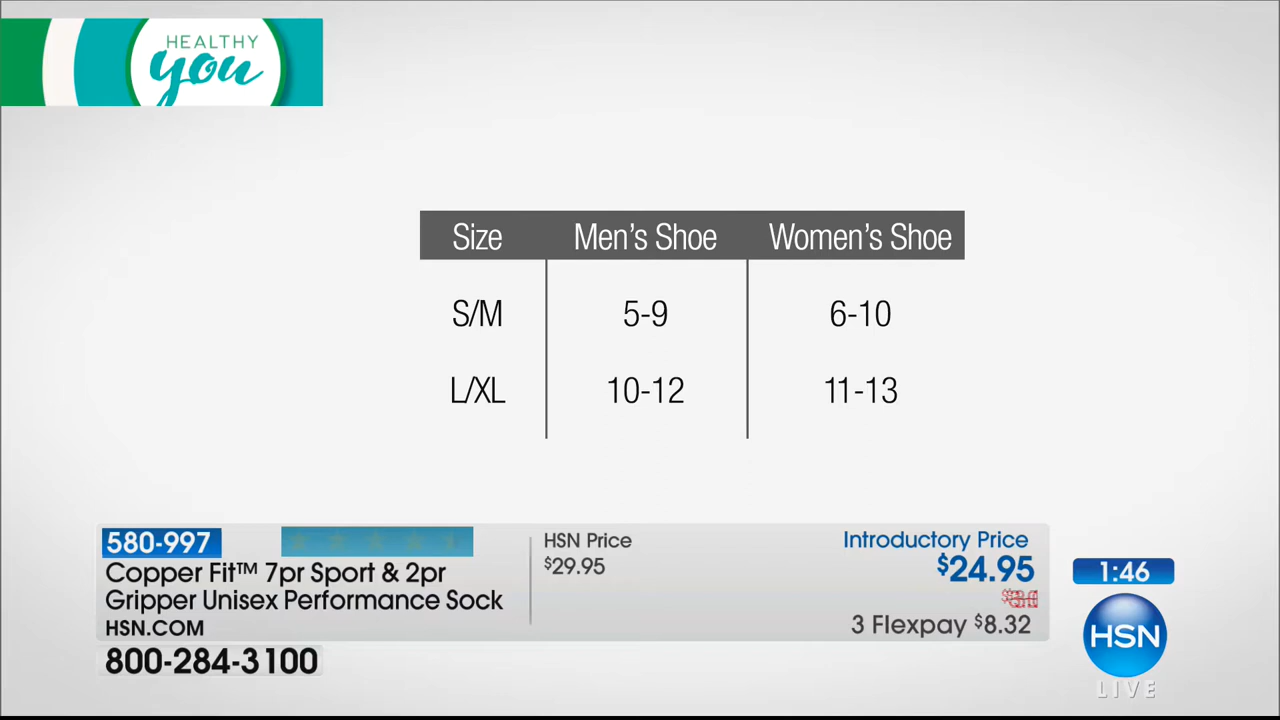 HEALTHY
you
Size Men's Shoe Women's Shoe
S/M 5-9 6-10
L/XL 10-12 11-13
580-997
Copper Fit™ 7pr Sport & 2pr
Gripper Unisex Performance Sock
HSN.COM
800-284-3100
HSN Price
$29.95
Introductory Price
$24.95
3 Flexpay $8.32
1:46
HSN
LIVE